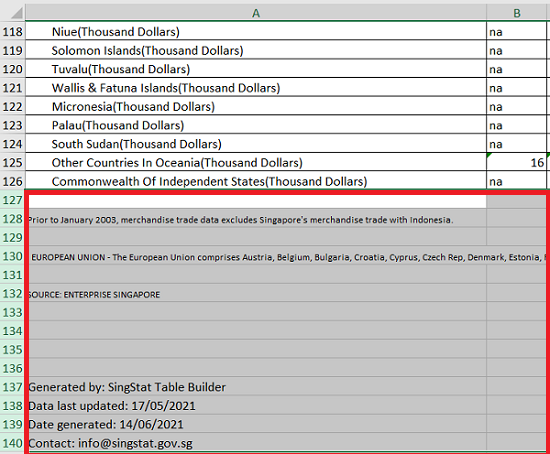 A B
118 Niue(Thousand Dollars) na
119 Solomon Islands(Thousand Dollars) na
120 Tuvalu(Thousand Dollars) na
121 Wallis & Fatuna Islands(Thousand Dollars) na
122 Micronesia(Thousand Dollars) na
123 Palau(Thousand Dollars) na
124 South Sudan(Thousand Dollars) na
125 Other Countries In Oceania(Thousand Dollars) 16
126 Commonwealth Of Independent States(Thousand Dollars) na
127
128 Prior to January 2003, merchandise trade data excludes Singapore's merchandise trade with Indonesia.
129
130 EUROPEAN UNION - The European Union comprises Austria, Belgium, Bulgaria, Croatia, Cyprus, Czech Rep, Denmark, Estonia,
131
132 SOURCE: ENTERPRISE SINGAPORE
133
134
135
136
137 Generated by: SingStat Table Builder
138 Data last updated: 17/05/2021
139 Date generated: 14/06/2021
140 Contact: info@singstat.gov.sg